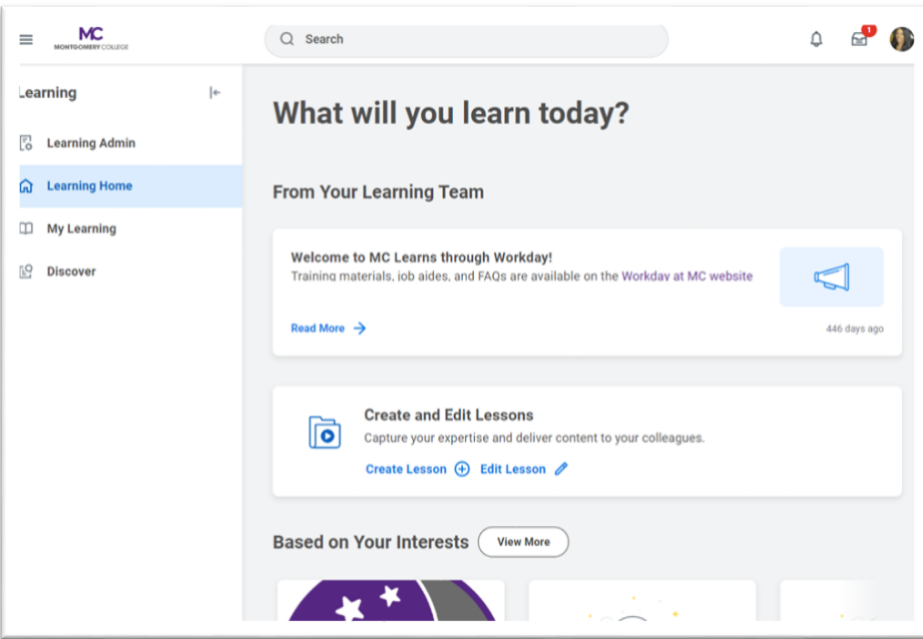 MC
MONTGOMERY COLLEGE
Search
1
Learning
Learning Admin
Learning Home
My Learning
Discover
What will you learn today?
From Your Learning Team
Welcome to MC Learns through Workday!
Training materials, job aides, and FAQs are available on the Workday at MC website
Read More
446 days ago
Create and Edit Lessons
Capture your expertise and deliver content to your colleagues.
Create Lesson Edit Lesson
Based on Your Interests View More